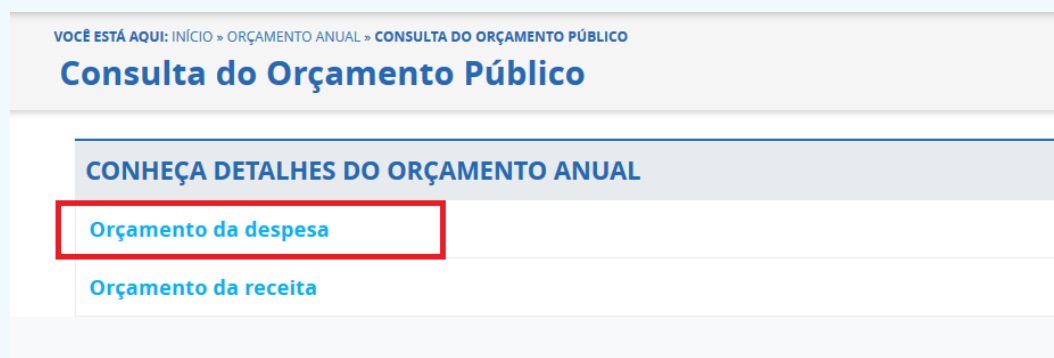 VOCÊ ESTÁ AQUI: INÍCIO » ORÇAMENTO ANUAL » CONSULTA DO ORÇAMENTO PÚBLICO
Consulta do Orçamento Público
CONHEÇA DETALHES DO ORÇAMENTO ANUAL
Orçamento da despesa
Orçamento da receita